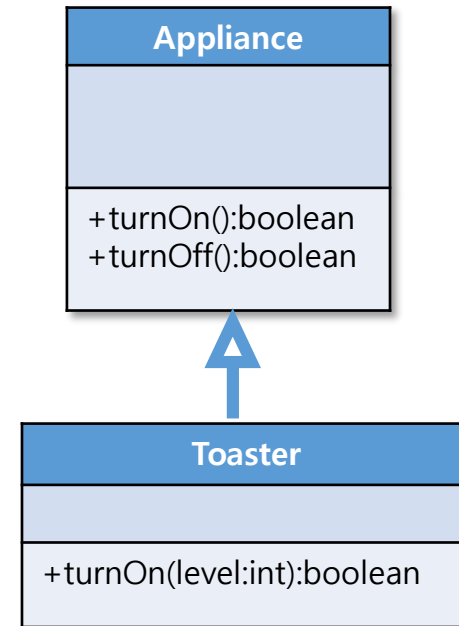 Appliance
+turnOn():boolean
+turnOff():boolean
Toaster
+turnOn(level:int):boolean